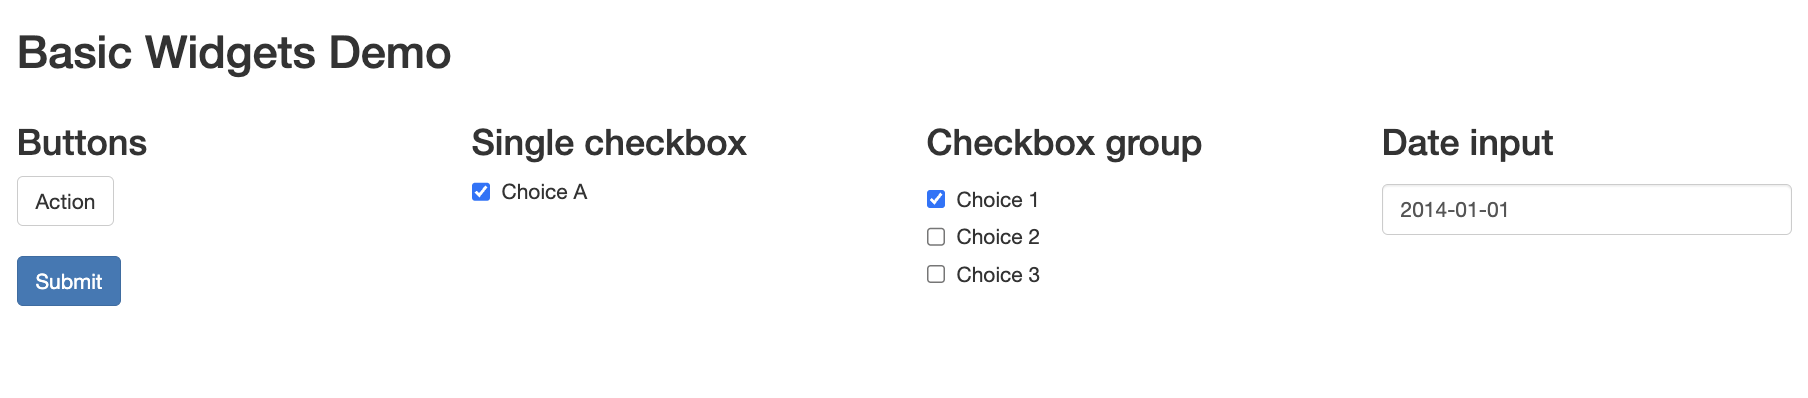 Basic Widgets Demo
Buttons
Action
Submit
Single checkbox
Choice A
Checkbox group
Choice 1
Choice 2
Choice 3
Date input
2014-01-01